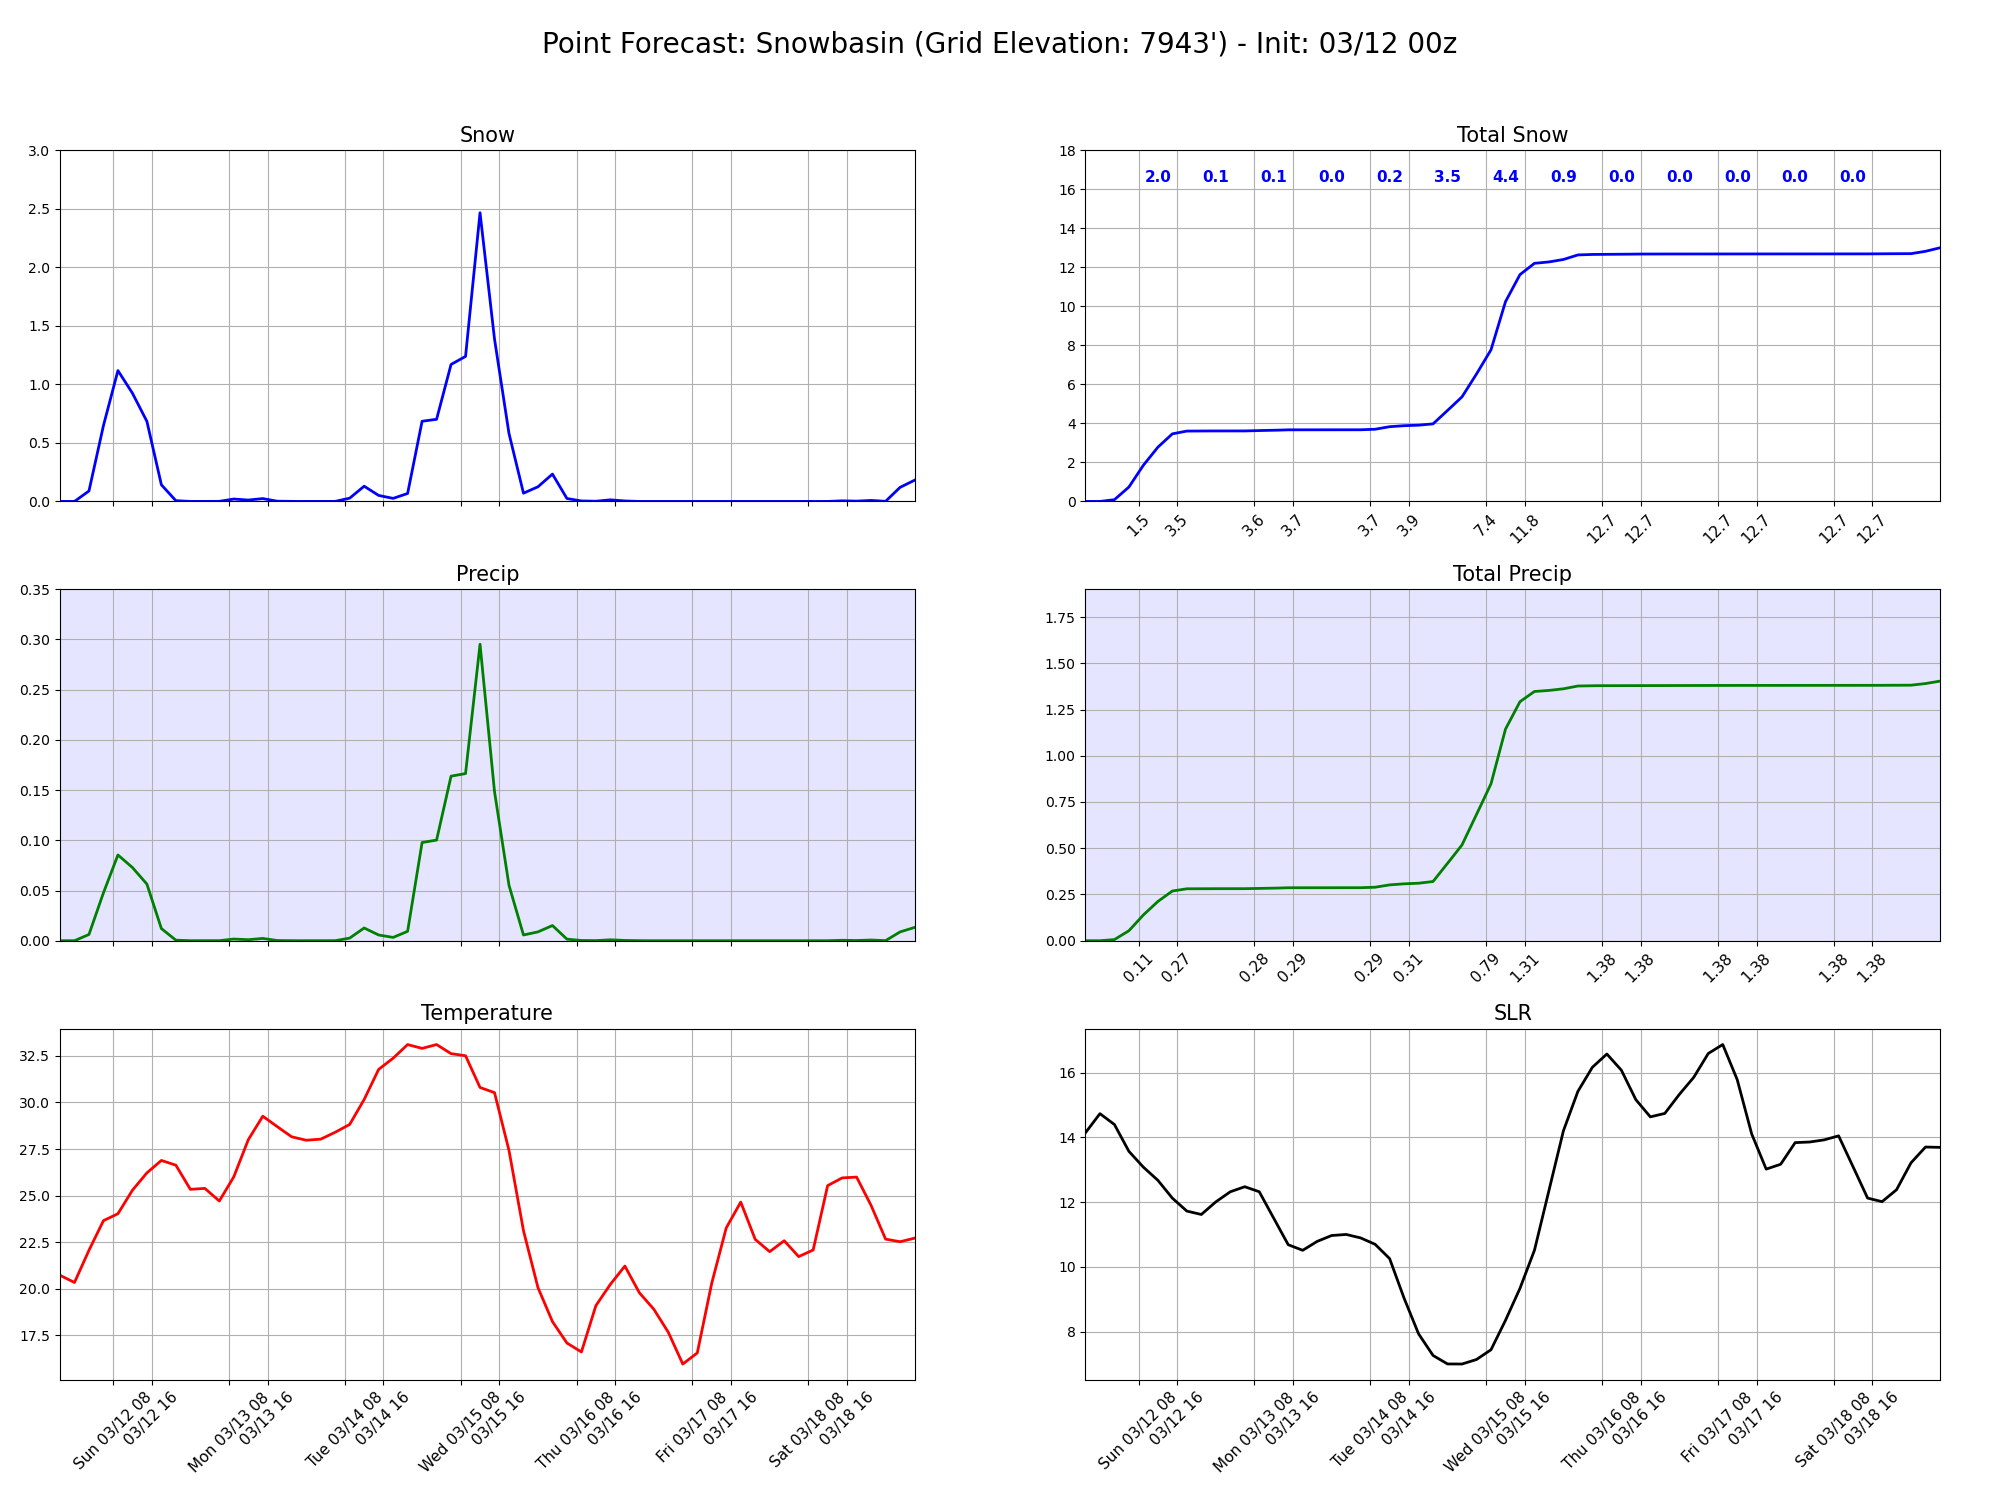 Point Forecast: Snowbasin (Grid Elevation: 7943') - Init: 03/12 00z
Snow
3.0
2.5
2.0
1.5
1.0
0.5
0.0
Total Snow
18
16
14
12
10
8
6
4
2
0
2.0 0.1 0.1 0.0 0.2 3.5 4.4 0.9 0.0 0.0 0.0 0.0 0.0
1.5 3.5 3.6 3.7 3.7 3.9 7.4 11.8 12.7 12.7 12.7 12.7 12.7 12.7
Precip
0.35
0.30
0.25
0.20
0.15
0.10
0.05
0.00
Total Precip
1.75
1.50
1.25
1.00
0.75
0.50
0.25
0.00
0.11 0.27 0.28 0.29 0.29 0.31 0.79 1.31 1.38 1.38 1.38 1.38 1.38 1.38
Temperature
32.5
30.0
27.5
25.0
22.5
20.0
17.5
Sun 03/12 08
03/12 16
Mon 03/13 08
03/13 16
Tue 03/14 08
03/14 16
Wed 03/15 08
03/15 16
Thu 03/16 08
03/16 16
Fri 03/17 08
03/17 16
Sat 03/18 08
03/18 16
SLR
16
14
12
10
8
Sun 03/12 08
03/12 16
Mon 03/13 08
03/13 16
Tue 03/14 08
03/14 16
Wed 03/15 08
03/15 16
Thu 03/16 08
03/16 16
Fri 03/17 08
03/17 16
Sat 03/18 08
03/18 16